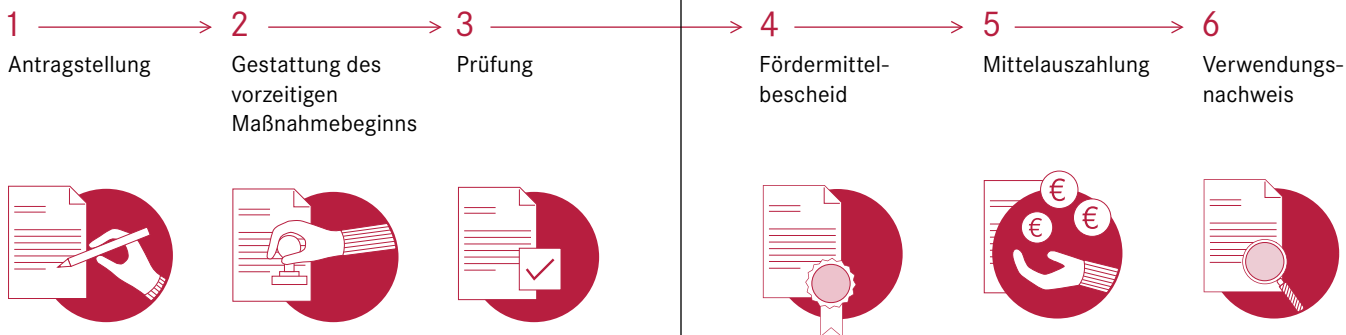 1
Antragstellung
2
Gestattung des
vorzeitigen
Maßnahmebeginns
3
Prüfung
4
Fördermittel-
bescheid
5
Mittelauszahlung
6
Verwendungs-
nachweis
€
€
€